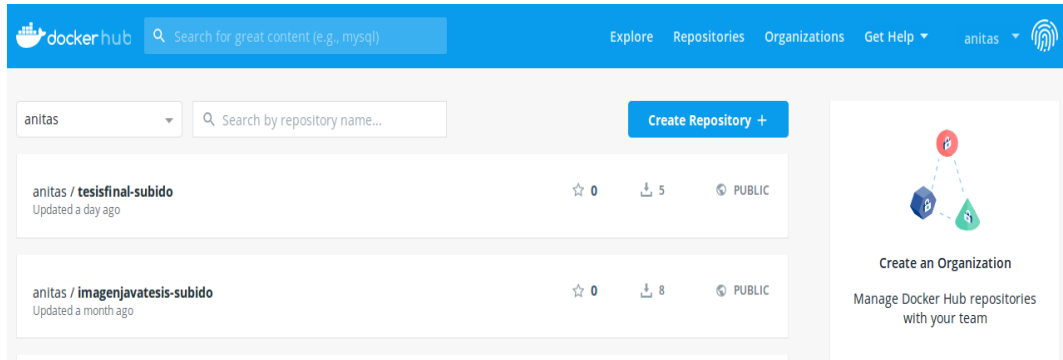 dockerhub
Search for great content (e.g., mysql)
Explore Repositories Organizations Get Help anitas
anitas
Search by repository name...
Create Repository +
anitas / tesisfinal-subido
0 5 PUBLIC
Updated a day ago
anitas / imagenjavatesis-subido
0 8 PUBLIC
Updated a month ago
Create an Organization
Manage Docker Hub repositories
with your team